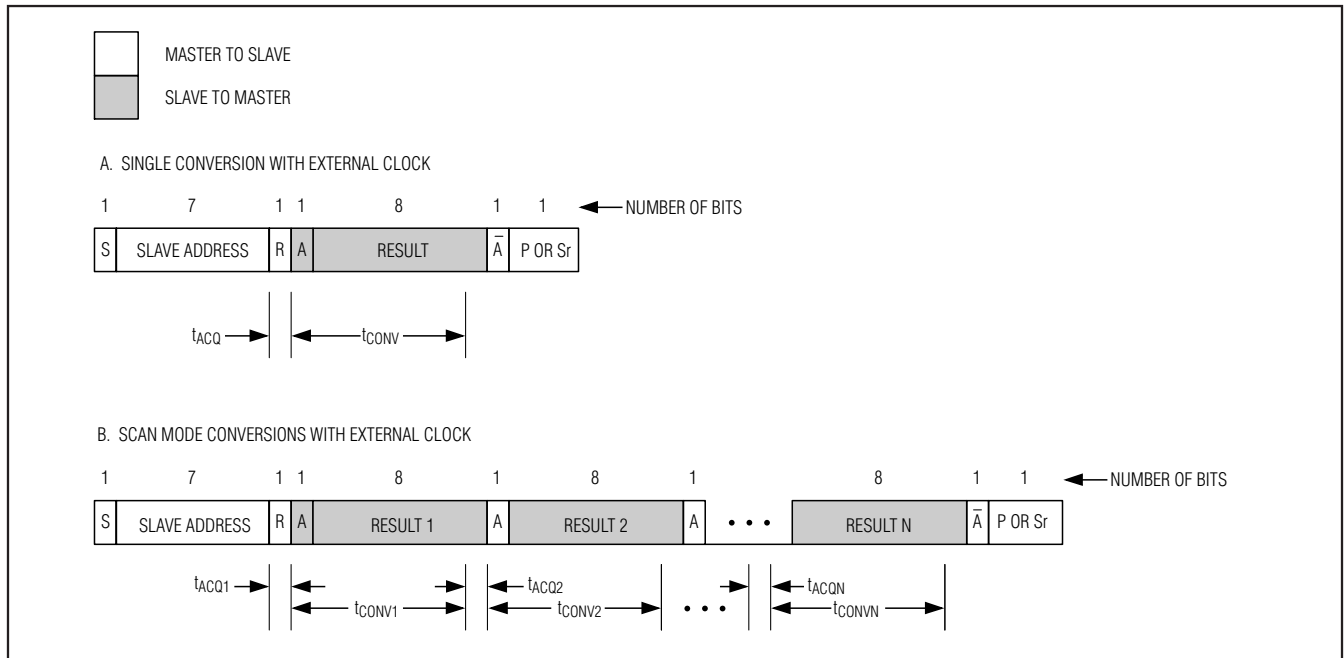 MASTER TO SLAVE
SLAVE TO MASTER
A. SINGLE CONVERSION WITH EXTERNAL CLOCK
1 7 1 1 8 1 1 NUMBER OF BITS
S SLAVE ADDRESS R A RESULT A̅ P OR Sr
tACQ tCONV
B. SCAN MODE CONVERSIONS WITH EXTERNAL CLOCK
1 7 1 1 8 1 8 1 8 1 1 NUMBER OF BITS
S SLAVE ADDRESS R A RESULT 1 A RESULT 2 A • • • RESULT N A̅ P OR Sr
tACQ1 tACQ2 tACQN
tCONV1 tCONV2 • • • tCONVN